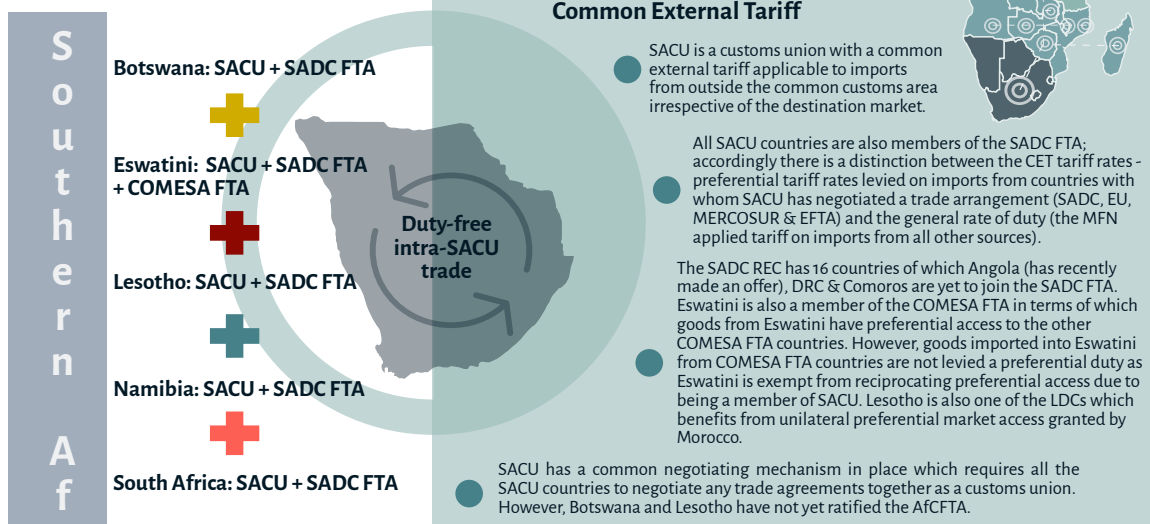 Southern Af
Botswana: SACU + SADC FTA
Eswatini: SACU + SADC FTA
+ COMESA FTA
Lesotho: SACU + SADC FTA
Namibia: SACU + SADC FTA
South Africa: SACU + SADC FTA
Duty-free
intra-SACU
trade
Common External Tariff
SACU is a customs union with a common
external tariff applicable to imports
from outside the common customs area
irrespective of the destination market.
All SACU countries are also members of the SADC FTA;
accordingly there is a distinction between the CET tariff rates -
preferential tariff rates levied on imports from countries with
whom SACU has negotiated a trade arrangement (SADC, EU,
MERCOSUR & EFTA) and the general rate of duty (the MFN
applied tariff on imports from all other sources).
The SADC REC has 16 countries of which Angola (has recently
made an offer), DRC & Comoros are yet to join the SADC FTA.
Eswatini is also a member of the COMESA FTA in terms of which
goods from Eswatini have preferential access to the other
COMESA FTA countries. However, goods imported into Eswatini
from COMESA FTA countries are not levied a preferential duty as
Eswatini is exempt from reciprocating preferential access due to
being a member of SACU. Lesotho is also one of the LDCs which
benefits from unilateral preferential market access granted by
Morocco.
SACU has a common negotiating mechanism in place which requires all the
SACU countries to negotiate any trade agreements together as a customs union.
However, Botswana and Lesotho have not yet ratified the AfCFTA.